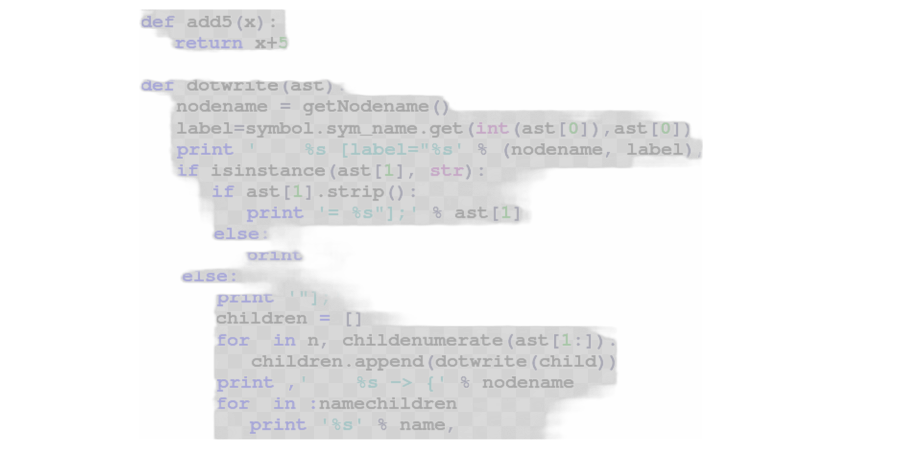 def add5(x):
return x+5
def dotwrite(ast)
nodename = getNodename()
label=symbol.sym_name.get(int(ast[0]),ast[0])
print ' %s [label="%s' % (nodename, label)
if isinstance(ast[1], str):
if ast[1].strip():
print '= %s"];' % ast[1]
else:
print
else:
print '"];
children = []
for in n, childenumerate(ast[1:]).
children.append(dotwrite(child))
print ,' %s -> {' % nodename
for in :namechildren
print '%s' % name,